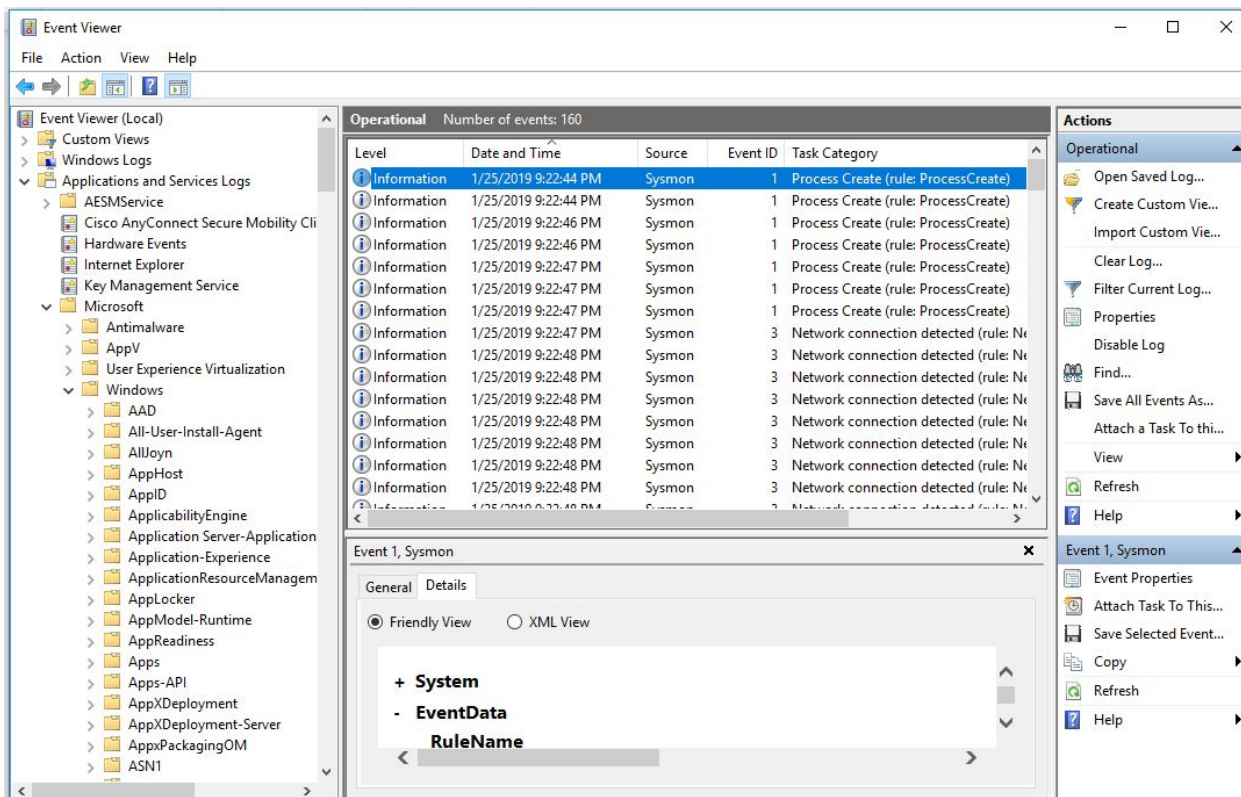 Event Viewer
File Action View Help
Event Viewer (Local)
Custom Views
Windows Logs
Applications and Services Logs
AESMService
Cisco AnyConnect Secure Mobility Cli
Hardware Events
Internet Explorer
Key Management Service
Microsoft
Antimalware
AppV
User Experience Virtualization
Windows
AAD
All-User-Install-Agent
AllJoyn
AppHost
AppID
ApplicabilityEngine
Application Server-Application
Application-Experience
ApplicationResourceManagem
AppLocker
AppModel-Runtime
AppReadiness
Apps
Apps-API
AppXDeployment
AppXDeployment-Server
AppxPackagingOM
ASN1
Operational Number of events: 160
Level Date and Time Source Event ID Task Category
Information 1/25/2019 9:22:44 PM Sysmon 1 Process Create (rule: ProcessCreate)
Information 1/25/2019 9:22:44 PM Sysmon 1 Process Create (rule: ProcessCreate)
Information 1/25/2019 9:22:46 PM Sysmon 1 Process Create (rule: ProcessCreate)
Information 1/25/2019 9:22:46 PM Sysmon 1 Process Create (rule: ProcessCreate)
Information 1/25/2019 9:22:47 PM Sysmon 1 Process Create (rule: ProcessCreate)
Information 1/25/2019 9:22:47 PM Sysmon 1 Process Create (rule: ProcessCreate)
Information 1/25/2019 9:22:47 PM Sysmon 1 Process Create (rule: ProcessCreate)
Information 1/25/2019 9:22:47 PM Sysmon 3 Network connection detected (rule: Ne
Information 1/25/2019 9:22:48 PM Sysmon 3 Network connection detected (rule: Ne
Information 1/25/2019 9:22:48 PM Sysmon 3 Network connection detected (rule: Ne
Information 1/25/2019 9:22:48 PM Sysmon 3 Network connection detected (rule: Ne
Information 1/25/2019 9:22:48 PM Sysmon 3 Network connection detected (rule: Ne
Information 1/25/2019 9:22:48 PM Sysmon 3 Network connection detected (rule: Ne
Information 1/25/2019 9:22:48 PM Sysmon 3 Network connection detected (rule: Ne
Information 1/25/2019 9:22:48 PM Sysmon 3 Network connection detected (rule: Ne
Event 1, Sysmon
General Details
Friendly View XML View
+ System
- EventData
RuleName
Actions
Operational
Open Saved Log...
Create Custom Vie...
Import Custom Vie...
Clear Log...
Filter Current Log...
Properties
Disable Log
Find...
Save All Events As...
Attach a Task To thi...
View
Refresh
Help
Event 1, Sysmon
Event Properties
Attach Task To This...
Save Selected Event...
Copy
Refresh
Help